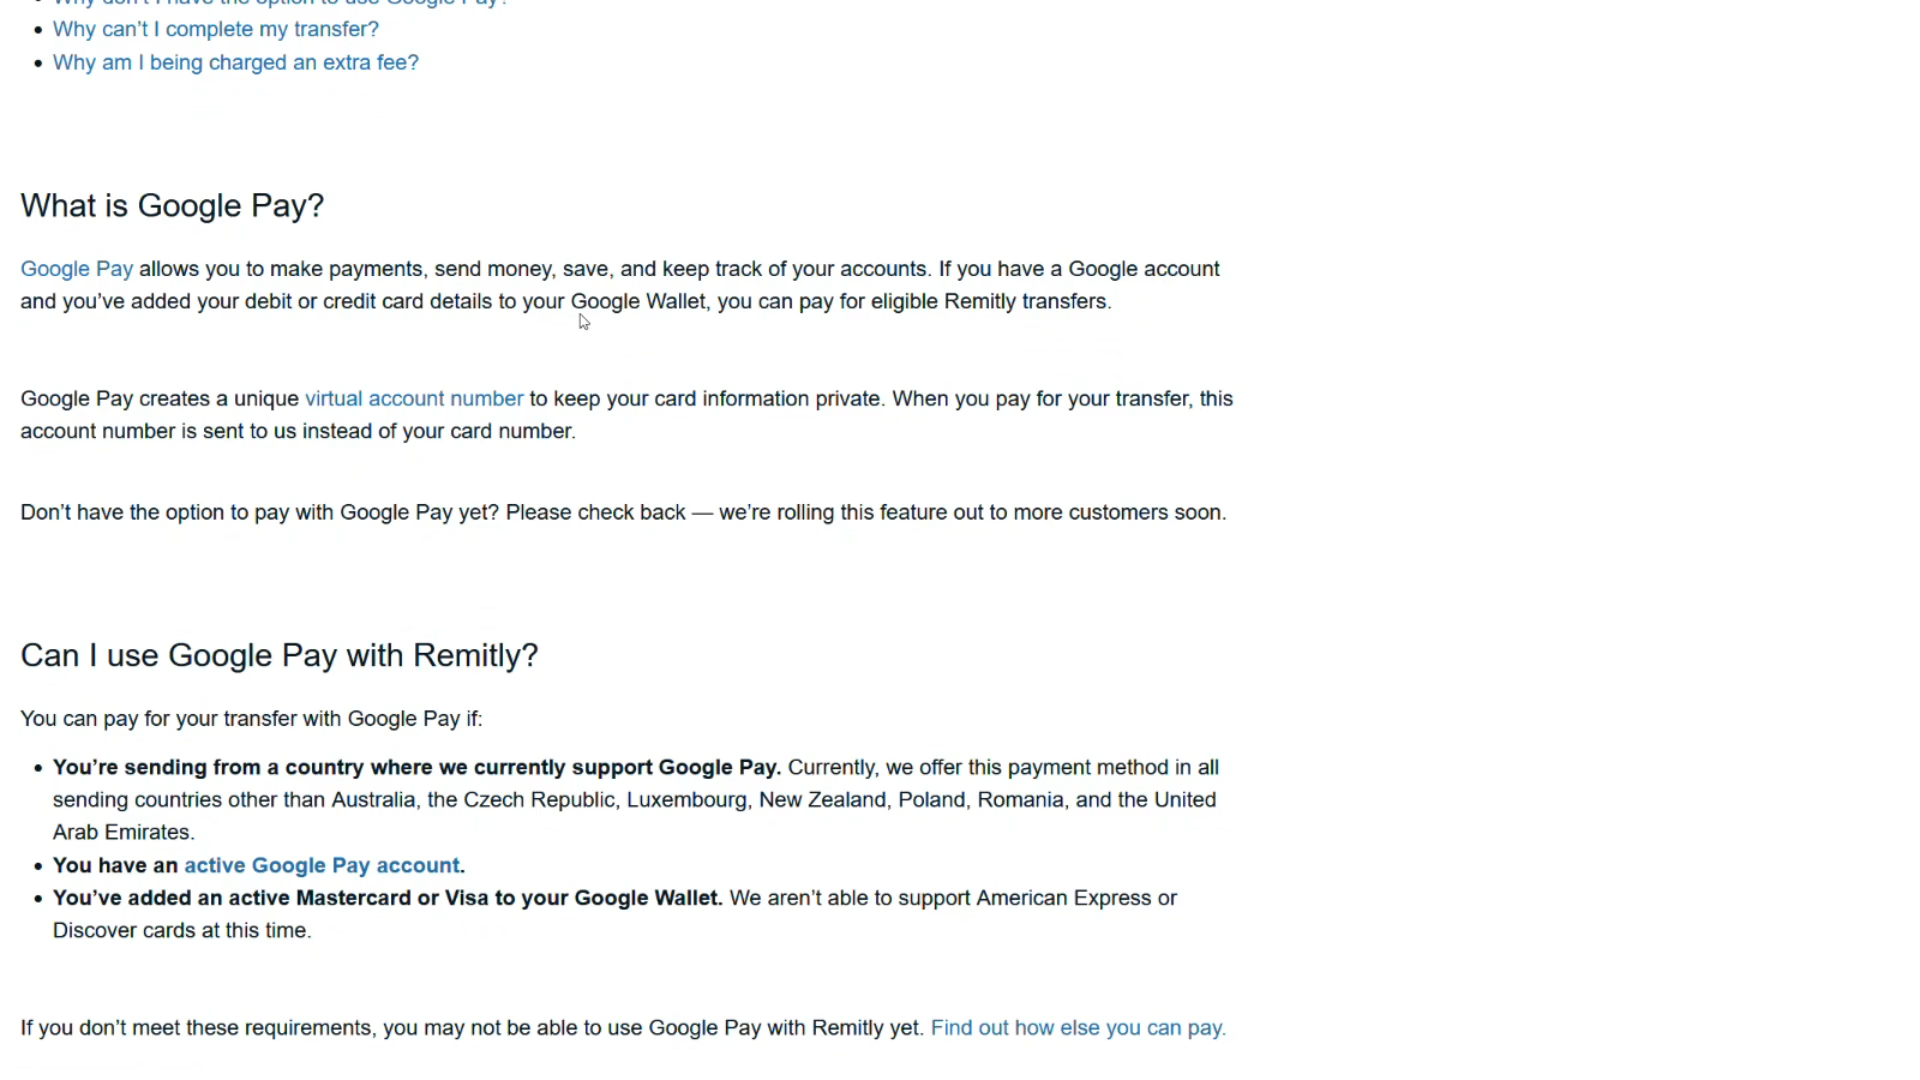 Why don't I have the option to use Google Pay?
Why can't I complete my transfer?
Why am I being charged an extra fee?
What is Google Pay?
Google Pay allows you to make payments, send money, save, and keep track of your accounts. If you have a Google account
and you've added your debit or credit card details to your Google Wallet, you can pay for eligible Remitly transfers.
Google Pay creates a unique virtual account number to keep your card information private. When you pay for your transfer, this
account number is sent to us instead of your card number.
Don't have the option to pay with Google Pay yet? Please check back — we're rolling this feature out to more customers soon.
Can I use Google Pay with Remitly?
You can pay for your transfer with Google Pay if:
You're sending from a country where we currently support Google Pay. Currently, we offer this payment method in all
sending countries other than Australia, the Czech Republic, Luxembourg, New Zealand, Poland, Romania, and the United
Arab Emirates.
You have an active Google Pay account.
You've added an active Mastercard or Visa to your Google Wallet. We aren't able to support American Express or
Discover cards at this time.
If you don't meet these requirements, you may not be able to use Google Pay with Remitly yet. Find out how else you can pay.